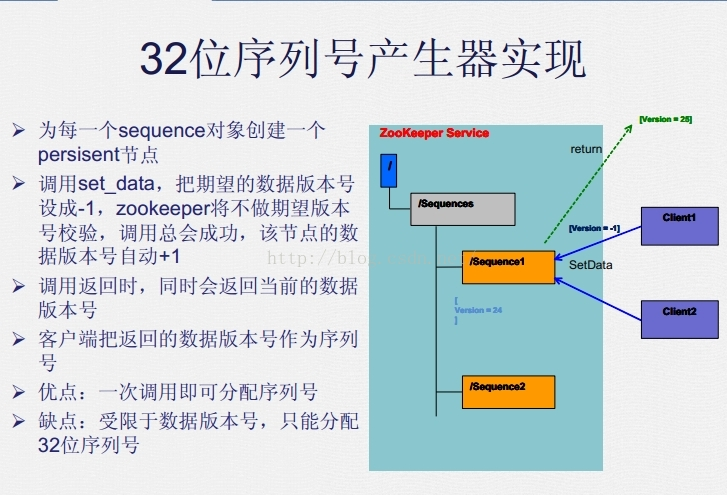 32位序列号产生器实现
为每一个sequence对象创建一个
persisent节点
调用set_data，把期望的数据版本号
设成-1，zookeeper将不做期望版本
号校验，调用总会成功，该节点的数
据版本号自动+1
调用返回时，同时会返回当前的数据
版本号
客户端把返回的数据版本号作为序列
号
优点：一次调用即可分配序列号
缺点：受限于数据版本号，只能分配
32位序列号
ZooKeeper Service
[Version = 25]
return
/
/Sequences
[Version = -1]
Client1
/Sequence1
SetData
[
Version = 24
]
Client2
/Sequence2
http://blog